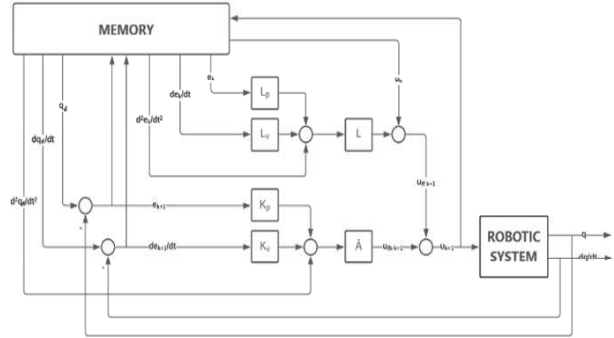 MEMORY
e_k
L_p
u_k
q_d
de_k/dt
dq_d/dt
d²e_k/dt²
L_v
L
d²q_d/dt²
u_ff,k+1
e_k+1
K_p
de_k+1/dt
K_v
Â
u_fb,k+1
u_k+1
ROBOTIC
SYSTEM
q
dq/dt